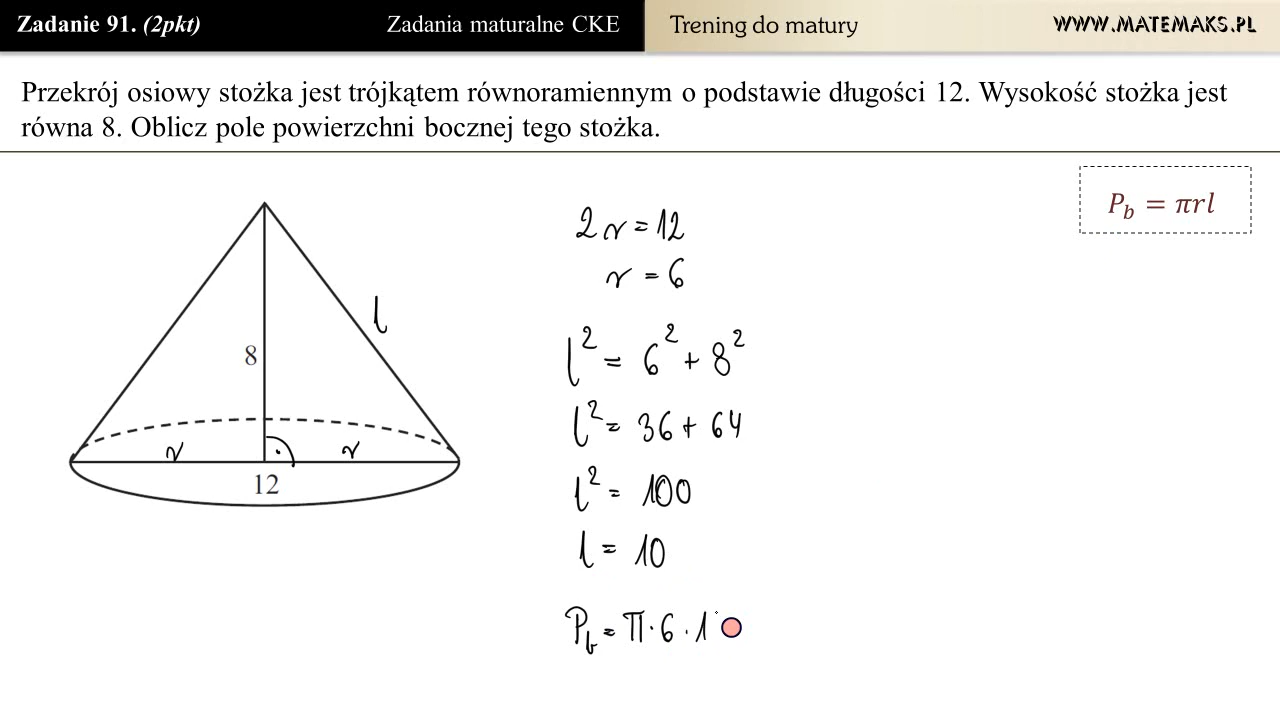 Zadanie 91. (2pkt) Zadania maturalne CKE Trening do matury WWW.MATEMAKS.PL
Przekrój osiowy stożka jest trójkątem równoramiennym o podstawie długości 12. Wysokość stożka jest
równa 8. Oblicz pole powierzchni bocznej tego stożka.
P_b = πrl
l
8
r r
12
2r = 12
r = 6
l² = 6² + 8²
l² = 36 + 64
l² = 100
l = 10
P_b = π · 6 · 1